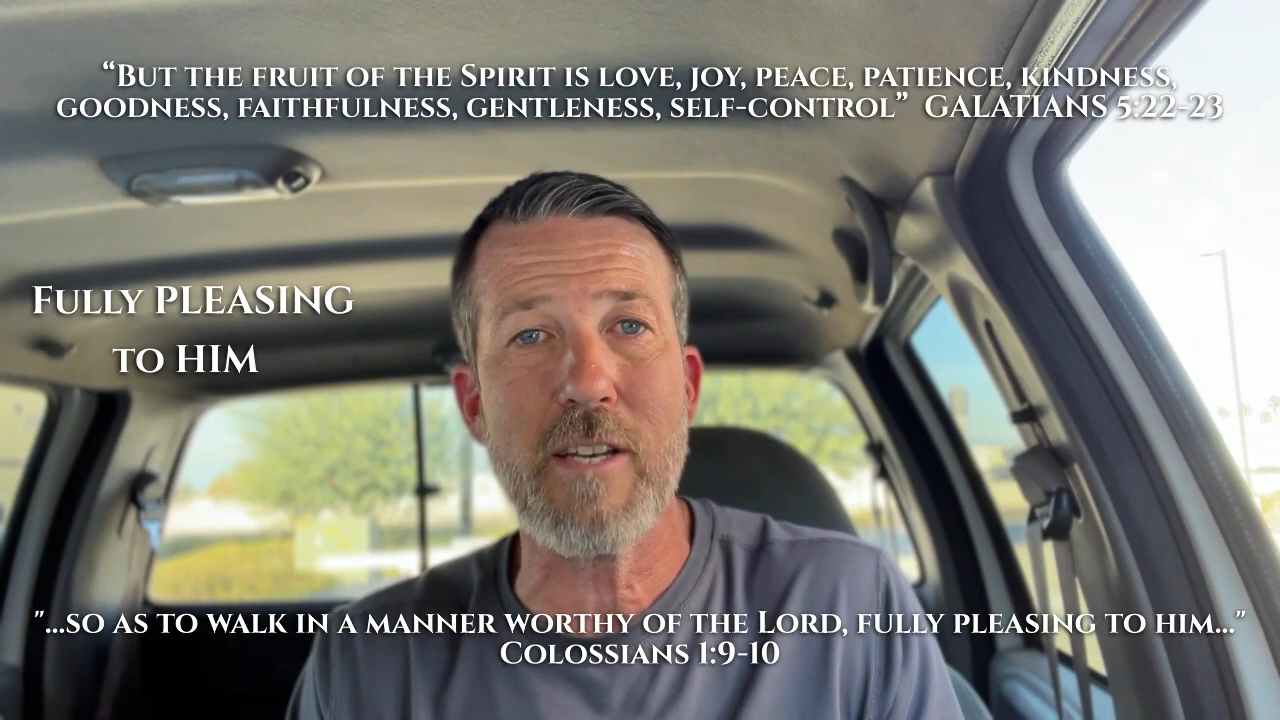 “But the fruit of the Spirit is love, joy, peace, patience, kindness,
goodness, faithfulness, gentleness, self-control” GALATIANS 5:22-23
Fully PLEASING
to HIM
"...so as to walk in a manner worthy of the Lord, fully pleasing to him..."
Colossians 1:9-10